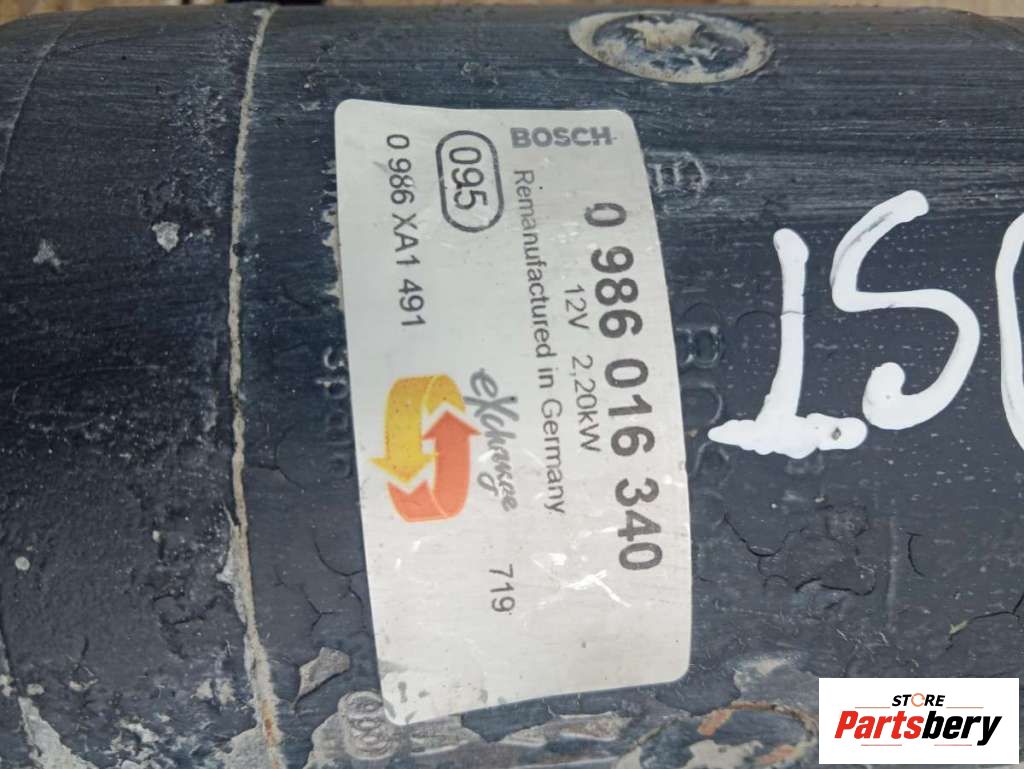 BOSCH
0 986 016 340
12V 2,20kW
Remanufactured in Germany
095
eXchange 719
0 986 XA1 491
STORE
Partsbery